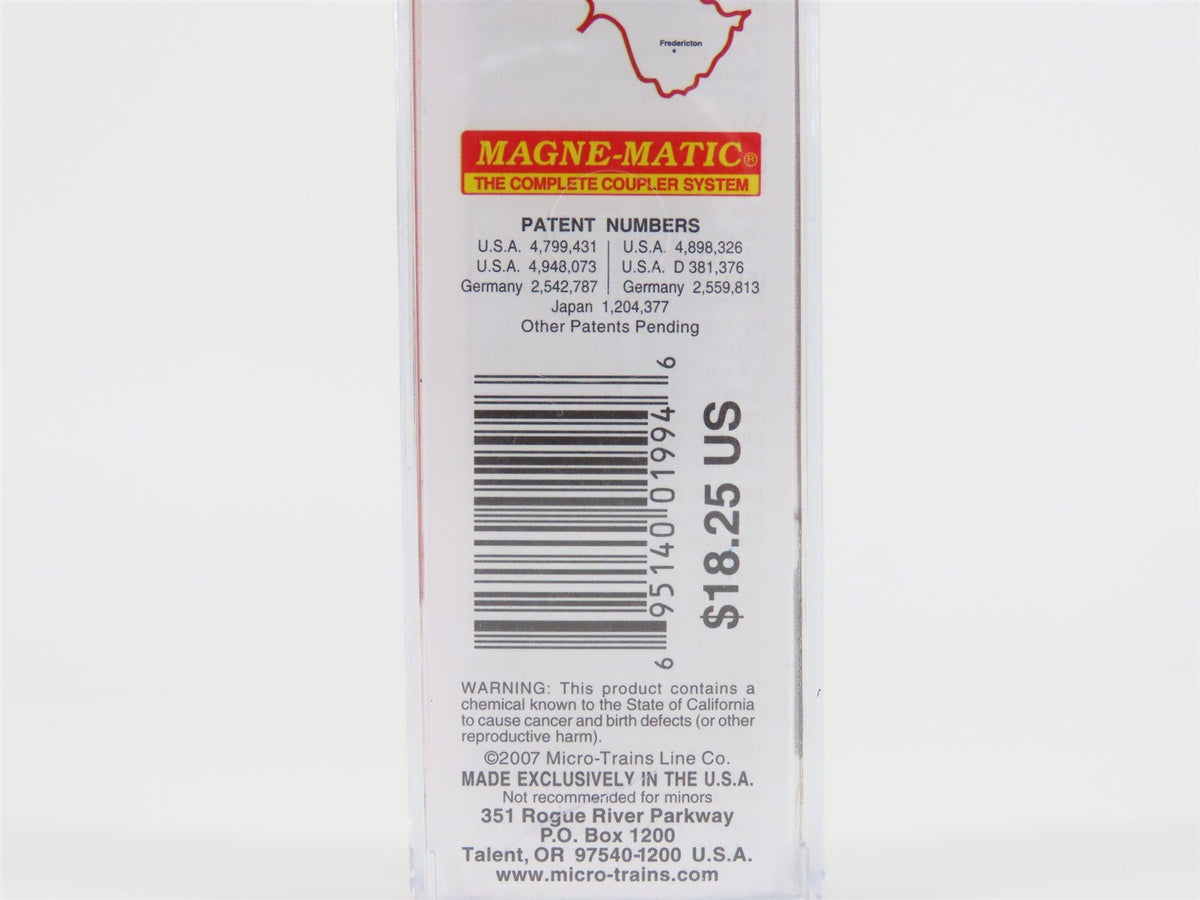 Fredericton
MAGNE-MATIC®
THE COMPLETE COUPLER SYSTEM
PATENT NUMBERS
U.S.A. 4,799,431 | U.S.A. 4,898,326
U.S.A. 4,948,073 | U.S.A. D 381,376
Germany 2,542,787 | Germany 2,559,813
Japan 1,204,377
Other Patents Pending
6 95140 01994 6
$18.25 US
WARNING: This product contains a
chemical known to the State of California
to cause cancer and birth defects (or other
reproductive harm).
©2007 Micro-Trains Line Co.
MADE EXCLUSIVELY IN THE U.S.A.
Not recommended for minors
351 Rogue River Parkway
P.O. Box 1200
Talent, OR 97540-1200 U.S.A.
www.micro-trains.com